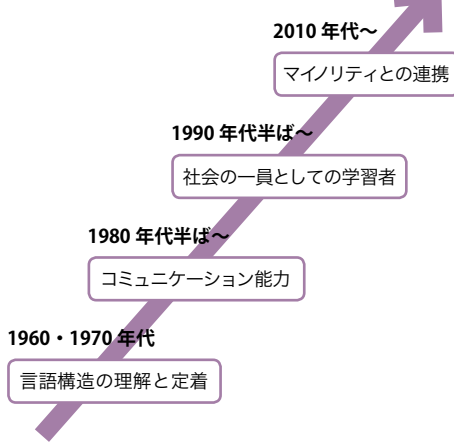 2010 年代～
マイノリティとの連携
1990 年代半ば～
社会の一員としての学習者
1980 年代半ば～
コミュニケーション能力
1960・1970 年代
言語構造の理解と定着